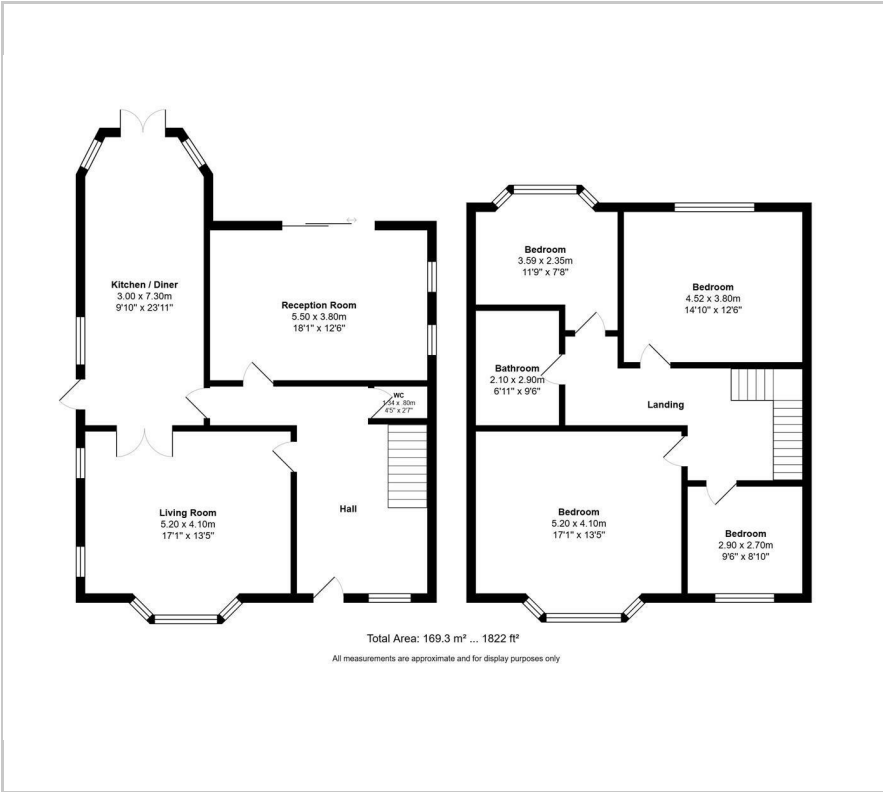 Kitchen / Diner
3.00 x 7.30m
9'10" x 23'11"
Reception Room
5.50 x 3.80m
18'1" x 12'6"
WC
1.34 x .80m
4'5" x 2'7"
Living Room
5.20 x 4.10m
17'1" x 13'5"
Hall
Bedroom
3.59 x 2.35m
11'9" x 7'8"
Bedroom
4.52 x 3.80m
14'10" x 12'6"
Bathroom
2.10 x 2.90m
6'11" x 9'6"
Landing
Bedroom
5.20 x 4.10m
17'1" x 13'5"
Bedroom
2.90 x 2.70m
9'6" x 8'10"
Total Area: 169.3 m² ... 1822 ft²
All measurements are approximate and for display purposes only